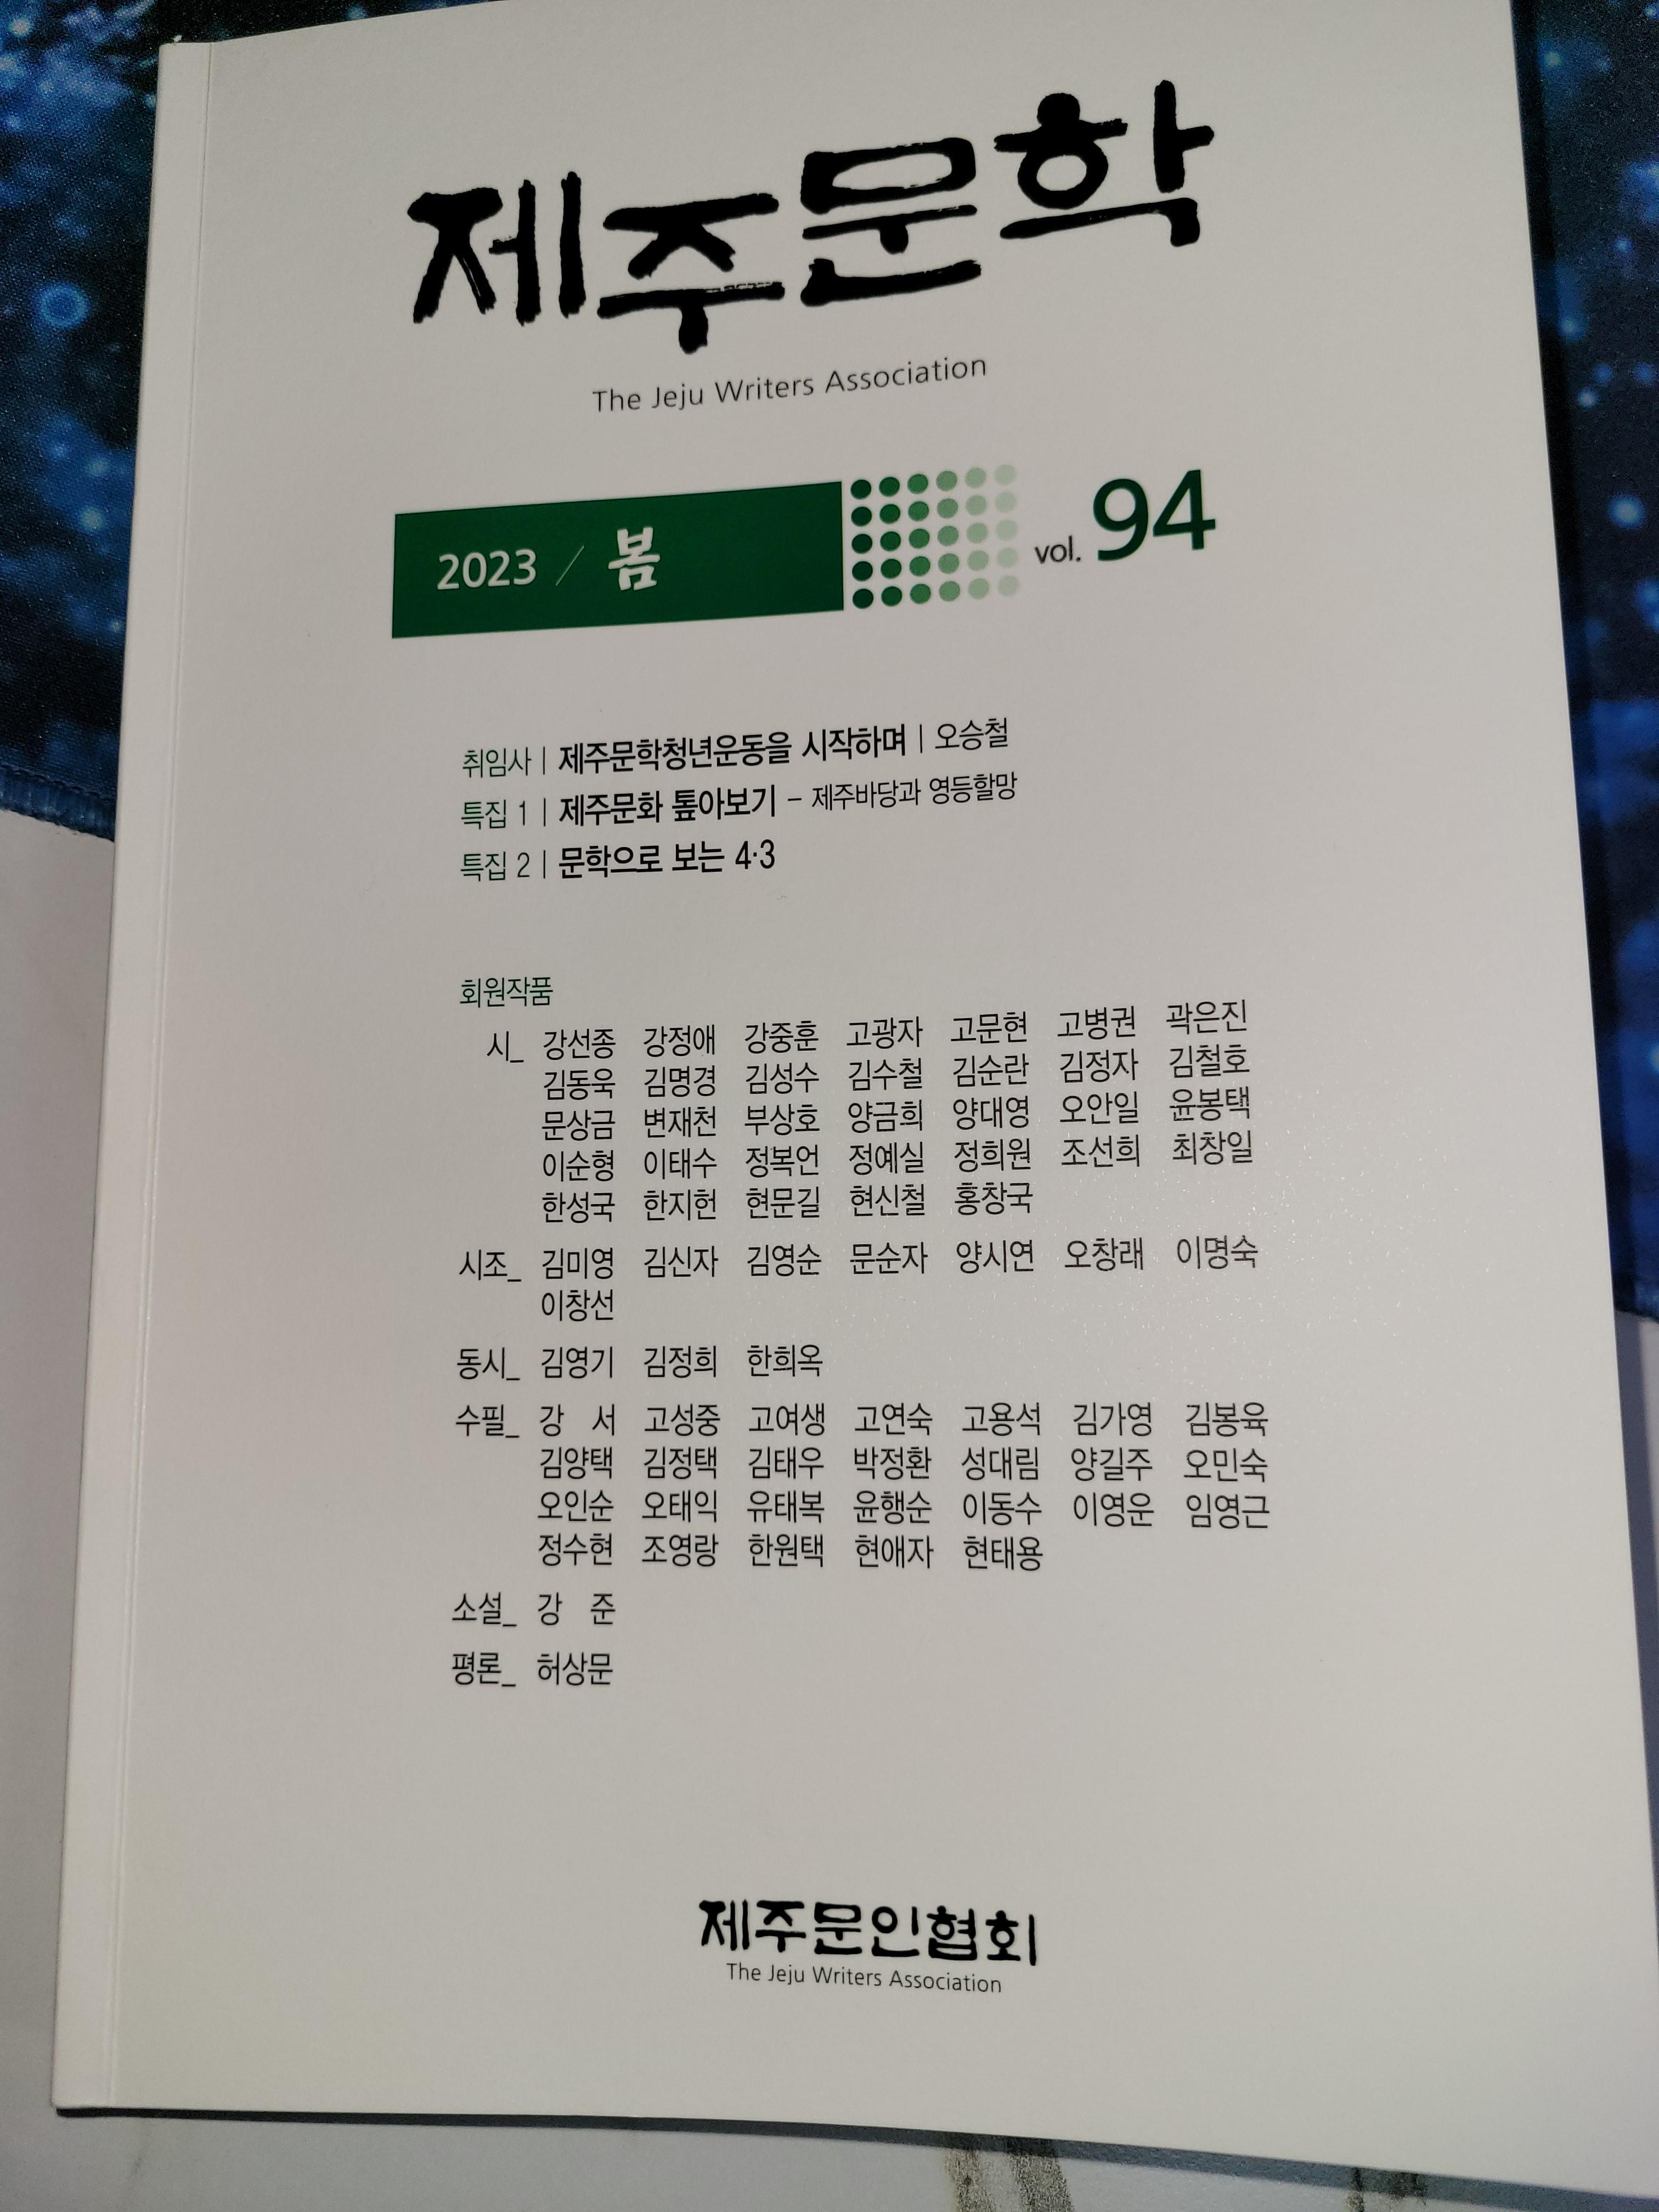 제주문학
The Jeju Writers Association
2023 / 봄
vol. 94
취임사 | 제주문학청년운동을 시작하며 | 오승철
특집 1 | 제주문화 톺아보기 - 제주바당과 영등할망
특집 2 | 문학으로 보는 4·3
회원작품
시_ 강선종 강정애 강중훈 고광자 고문현 고병권 곽은진
김동욱 김명경 김성수 김수철 김순란 김정자 김철호
문상금 변재천 부상호 양금희 양대영 오안일 윤봉택
이순형 이태수 정복언 정예실 정희원 조선희 최창일
한성국 한지헌 현문길 현신철 홍창국
시조_ 김미영 김신자 김영순 문순자 양시연 오창래 이명숙
이창선
동시_ 김영기 김정희 한희옥
수필_ 강 서 고성중 고여생 고연숙 고용석 김가영 김봉육
김양택 김정택 김태우 박정환 성대림 양길주 오민숙
오인순 오태익 유태복 윤행순 이동수 이영운 임영근
정수현 조영랑 한원택 현애자 현태용
소설_ 강 준
평론_ 허상문
제주문인협회
The Jeju Writers Association